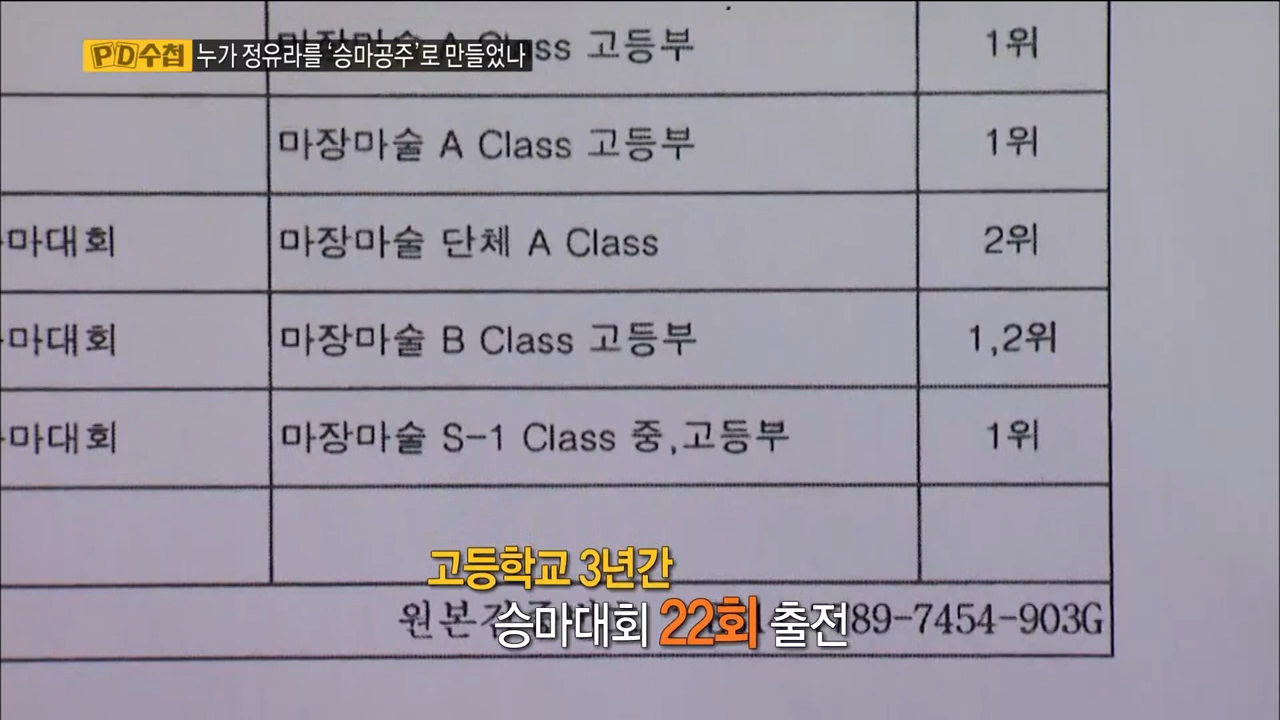 PD수첩 누가 정유라를 '승마공주'로 만들었나
A Class 고등부 1위
마장마술 A Class 고등부 1위
마대회 마장마술 단체 A Class 2위
마대회 마장마술 B Class 고등부 1,2위
마대회 마장마술 S-1 Class 중,고등부 1위
고등학교 3년간
원본 89-7454-903G
승마대회 22회 출전